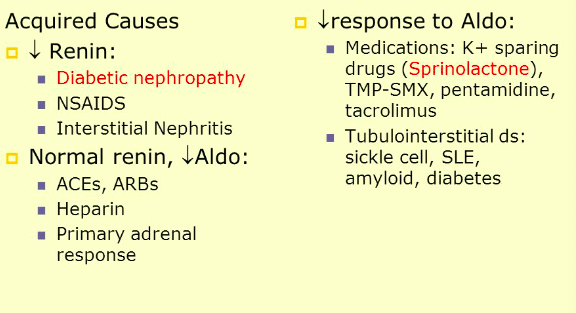 Acquired Causes
↓ Renin:
Diabetic nephropathy
NSAIDS
Interstitial Nephritis
Normal renin, ↓Aldo:
ACEs, ARBs
Heparin
Primary adrenal
response
↓response to Aldo:
Medications: K+ sparing
drugs (Sprinolactone),
TMP-SMX, pentamidine,
tacrolimus
Tubulointerstitial ds:
sickle cell, SLE,
amyloid, diabetes